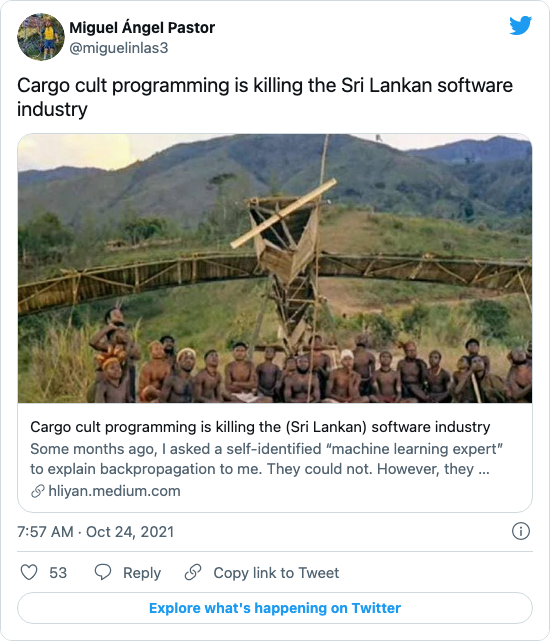 Miguel Ángel Pastor
@miguelinlas3
Cargo cult programming is killing the Sri Lankan software
industry
Cargo cult programming is killing the (Sri Lankan) software industry
Some months ago, I asked a self-identified “machine learning expert”
to explain backpropagation to me. They could not. However, they ...
hliyan.medium.com
7:57 AM · Oct 24, 2021
53 Reply Copy link to Tweet
Explore what's happening on Twitter